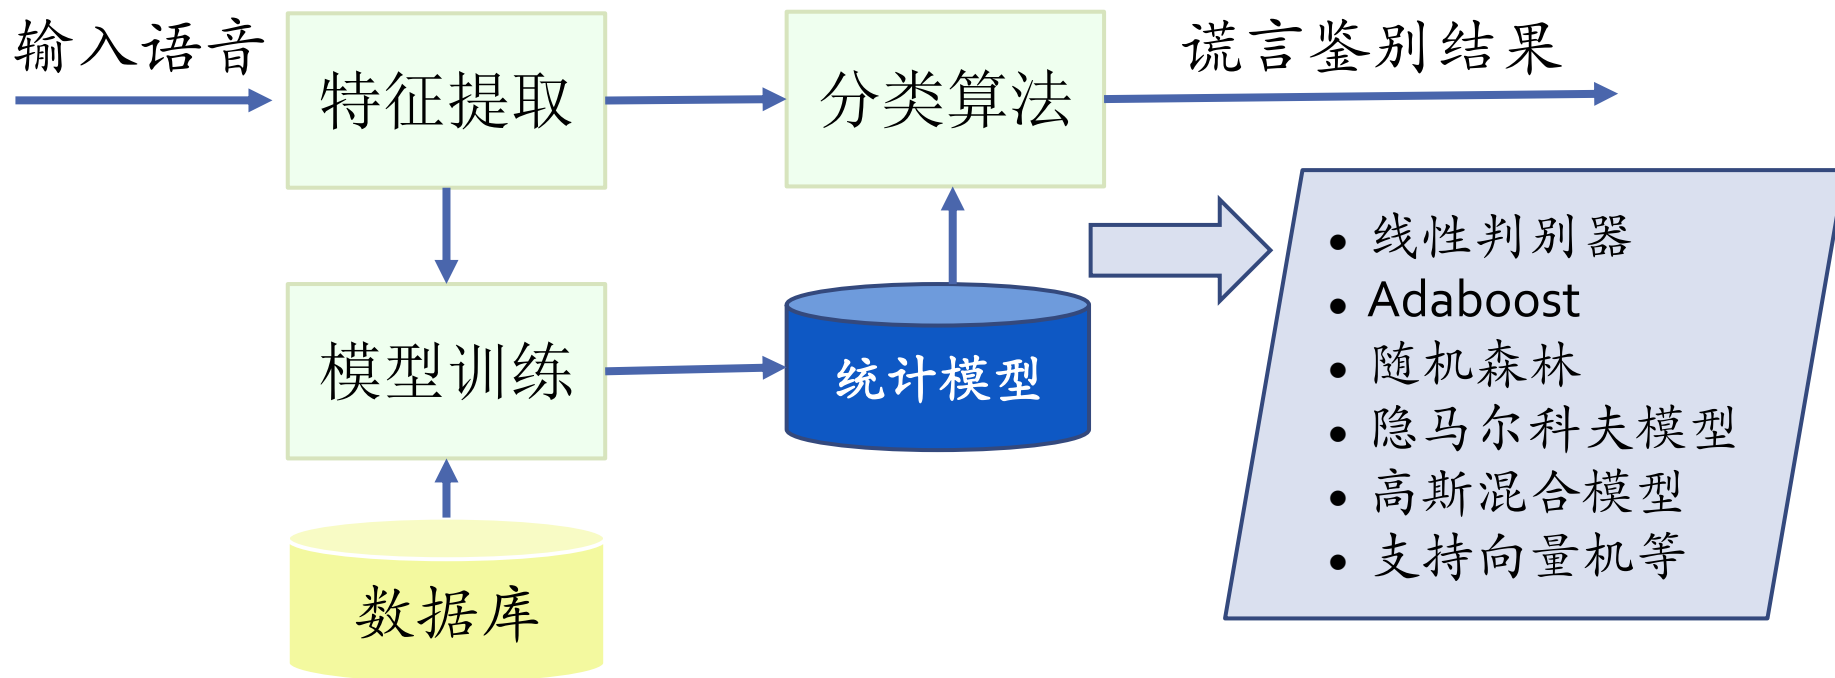 输入语音
特征提取
分类算法
谎言鉴别结果
模型训练
统计模型
数据库
• 线性判别器
• Adaboost
• 随机森林
• 隐马尔科夫模型
• 高斯混合模型
• 支持向量机等